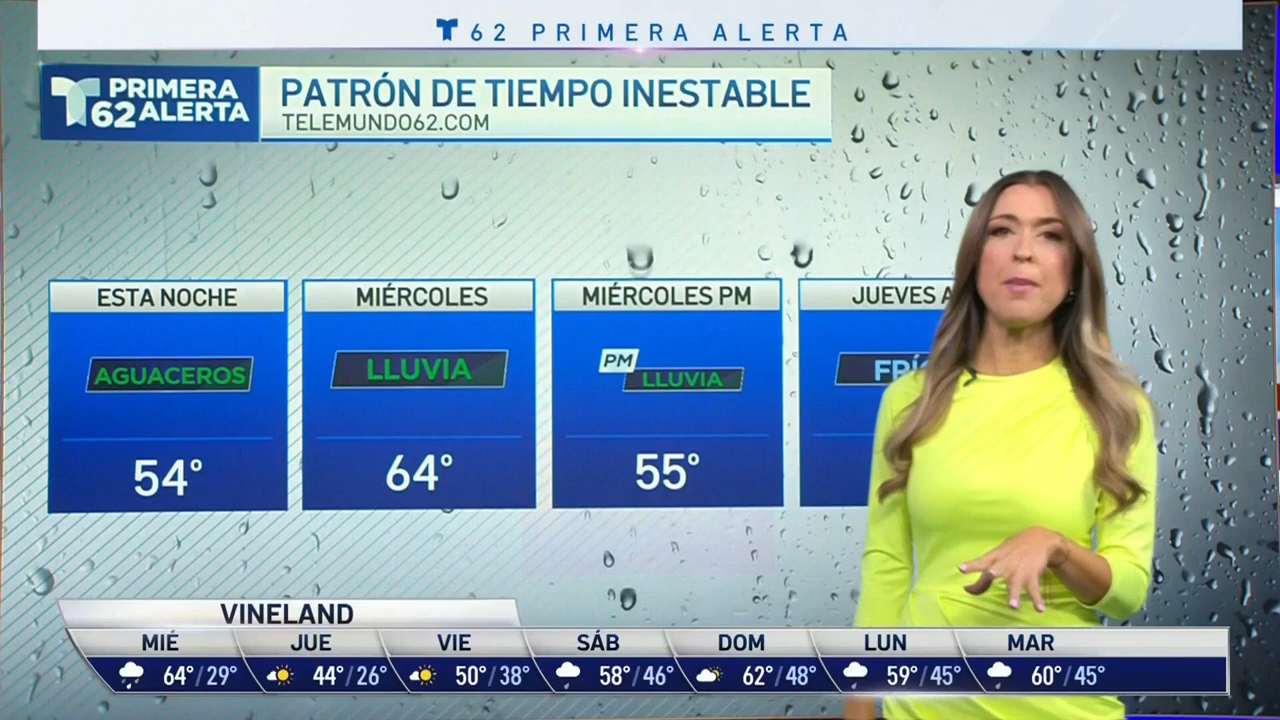 62 PRIMERA ALERTA
PRIMERA
62 ALERTA
PATRÓN DE TIEMPO INESTABLE
TELEMUNDO62.COM
ESTA NOCHE
AGUACEROS
54°
MIÉRCOLES
LLUVIA
64°
MIÉRCOLES PM
PM
LLUVIA
55°
JUEVES
VINELAND
MIÉ JUE VIE SÁB DOM LUN MAR
64°/29° 44°/26° 50°/38° 58°/46° 62°/48° 59°/45° 60°/45°